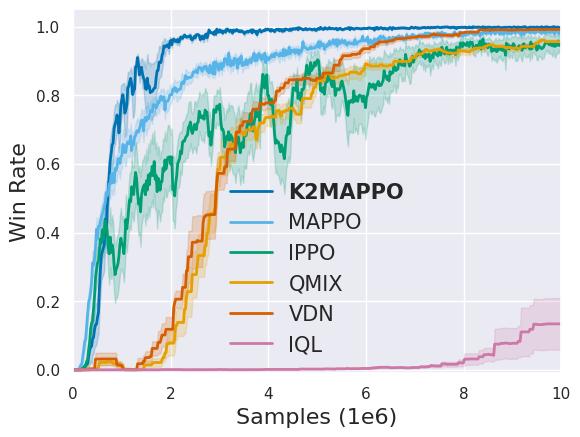 1.0
0.8
0.6
0.4
0.2
0.0
Win Rate
K2MAPPO
MAPPO
IPPO
QMIX
VDN
IQL
0 2 4 6 8 10
Samples (1e6)